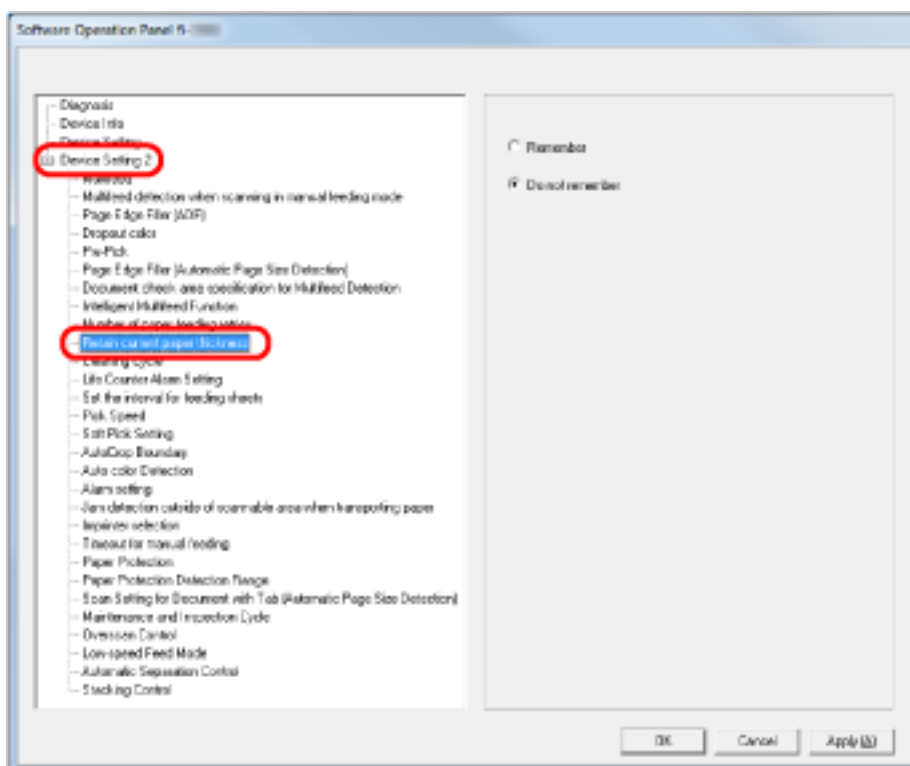 Software Operation Panel fi-
Diagnosis
Device Info
Device Setting
Device Setting 2
Multifeed
Multifeed detection when scanning in manual feeding mode
Page Edge Filler (ADF)
Dropout color
Pre-Pick
Page Edge Filler (Automatic Page Size Detection)
Document check area specification for Multifeed Detection
Intelligent Multifeed Function
Number of paper feeding retries
Retain current paper thickness
Cleaning Cycle
Life Counter Alarm Setting
Set the interval for feeding sheets
Pick Speed
Soft Pick Setting
AutoCrop Boundary
Auto color Detection
Alarm setting
Jam detection outside of scannable area when transporting paper
Imprinter selection
Timeout for manual feeding
Paper Protection
Paper Protection Detection Range
Scan Setting for Document with Tab (Automatic Page Size Detection)
Maintenance and Inspection Cycle
Overscan Control
Low-speed Feed Mode
Automatic Separation Control
Stacking Control
Remember
Do not remember
OK
Cancel
Apply (A)